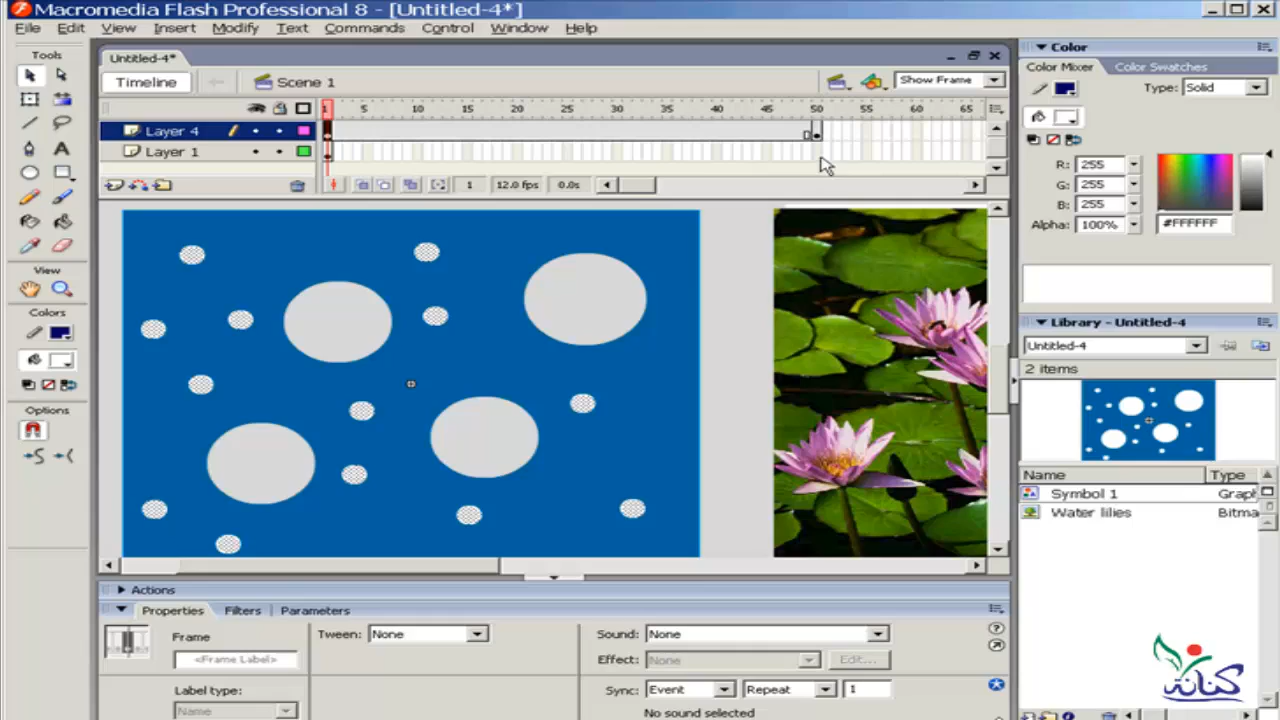 Macromedia Flash Professional 8 - [Untitled-4*]
File Edit View Insert Modify Text Commands Control Window Help
Tools
View
Colors
Options
Untitled-4*
Timeline
Scene 1
Show Frame
1 5 10 15 20 25 30 35 40 45 50 55 60 65
Layer 4
Layer 1
1 12.0 fps 0.0s
Color
Color Mixer Color Swatches
Type: Solid
R: 255
G: 255
B: 255
Alpha: 100% #FFFFFF
Library - Untitled-4
Untitled-4
2 items
Name Type
Symbol 1 Grapl
Water lilies Bitma
Actions
Properties Filters Parameters
Frame
<Frame Label>
Label type:
Name
Tween: None
Sound: None
Effect: None Edit...
Sync: Event Repeat 1
No sound selected
كنانة